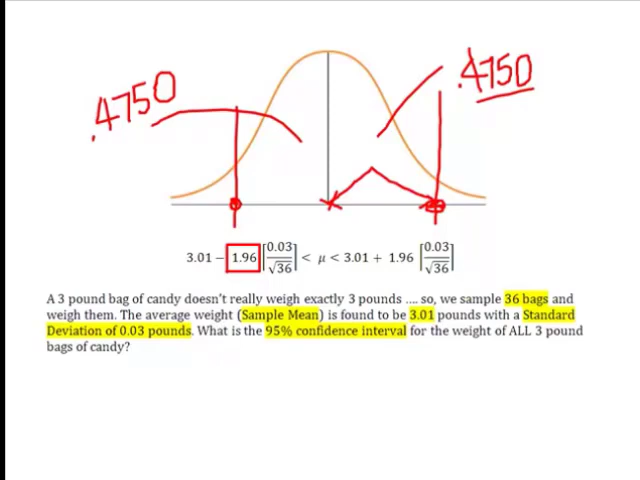 .4750
.4750
3.01 − 1.96 [0.03/√36] < μ < 3.01 + 1.96 [0.03/√36]
A 3 pound bag of candy doesn't really weigh exactly 3 pounds .... so, we sample 36 bags and
weigh them. The average weight (Sample Mean) is found to be 3.01 pounds with a Standard
Deviation of 0.03 pounds. What is the 95% confidence interval for the weight of ALL 3 pound
bags of candy?